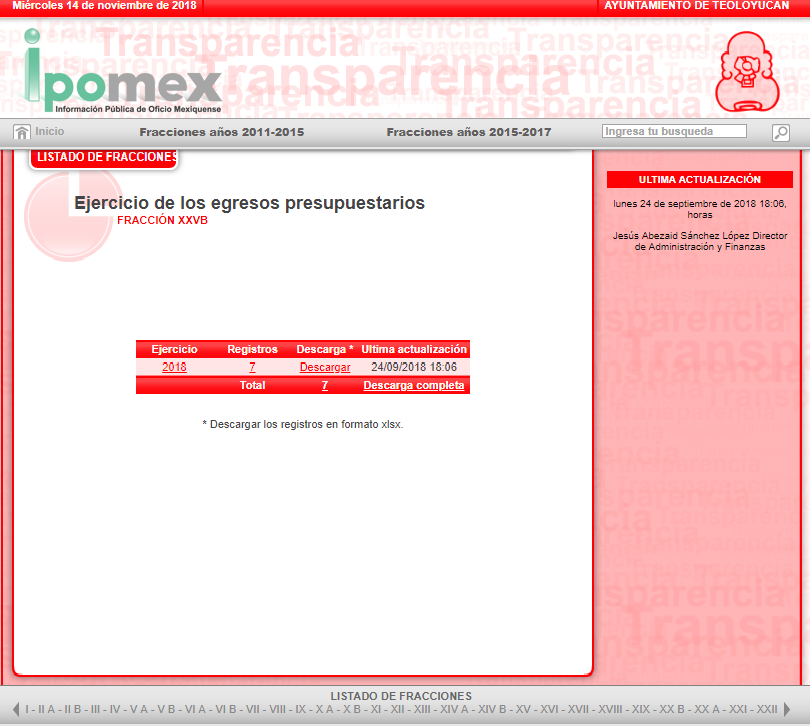 Miércoles 14 de noviembre de 2018
AYUNTAMIENTO DE TEOLOYUCAN
Transparencia
Transparencia
Transparencia
Transparencia
ipomex
Información Pública de Oficio Mexiquense
Inicio
Fracciones años 2011-2015
Fracciones años 2015-2017
Ingresa tu busqueda
LISTADO DE FRACCIONES
Ejercicio de los egresos presupuestarios
FRACCIÓN XXVB
ULTIMA ACTUALIZACIÓN
lunes 24 de septiembre de 2018 18:06,
horas
Jesús Abezaid Sánchez López Director
de Administración y Finanzas
Ejercicio Registros Descarga * Ultima actualización
2018 7 Descargar 24/09/2018 18:06
Total 7 Descarga completa
* Descargar los registros en formato xlsx.
LISTADO DE FRACCIONES
I - II A - II B - III - IV - V A - V B - VI A - VI B - VII - VIII - IX - X A - X B - XI - XII - XIII - XIV A - XIV B - XV - XVI - XVII - XVIII - XIX - XX B - XX A - XXI - XXII